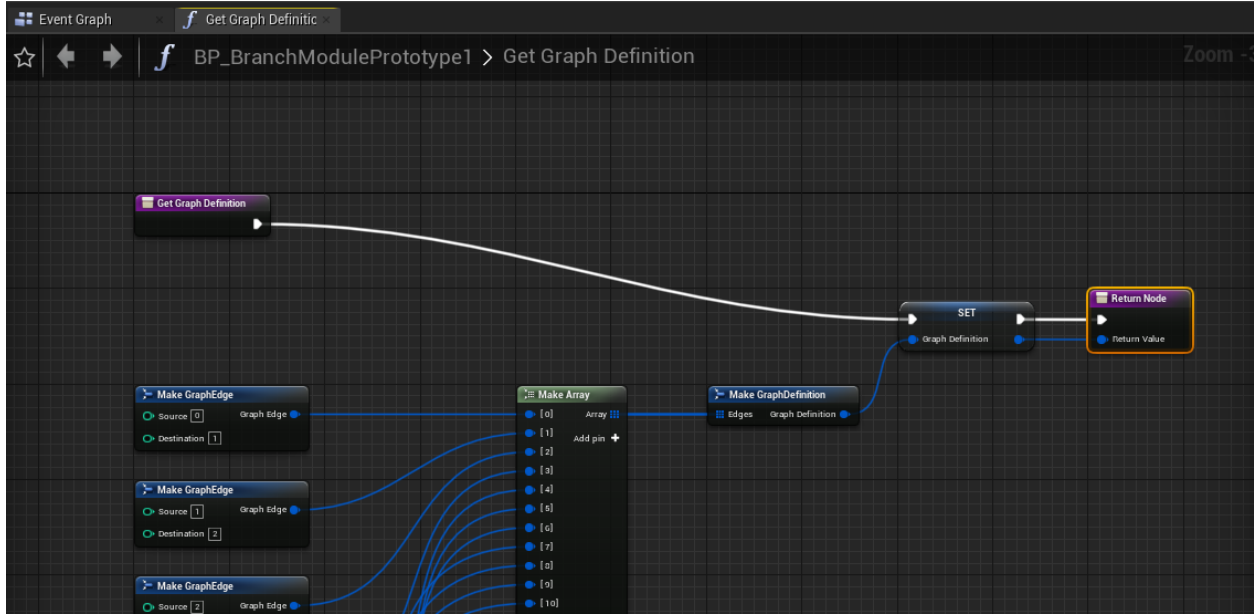 Event Graph
Get Graph Definitic
BP_BranchModulePrototype1 > Get Graph Definition
Zoom -
Get Graph Definition
SET
Graph Definition
Return Node
Return Value
Make GraphEdge
Source 0
Graph Edge
Destination 1
Make GraphEdge
Source 1
Graph Edge
Destination 2
Make GraphEdge
Source 2
Graph Edge
Make Array
[0]
Array
[1]
Add pin +
[2]
[3]
[4]
[5]
[6]
[7]
[8]
[9]
[10]
Make GraphDefinition
Edges
Graph Definition